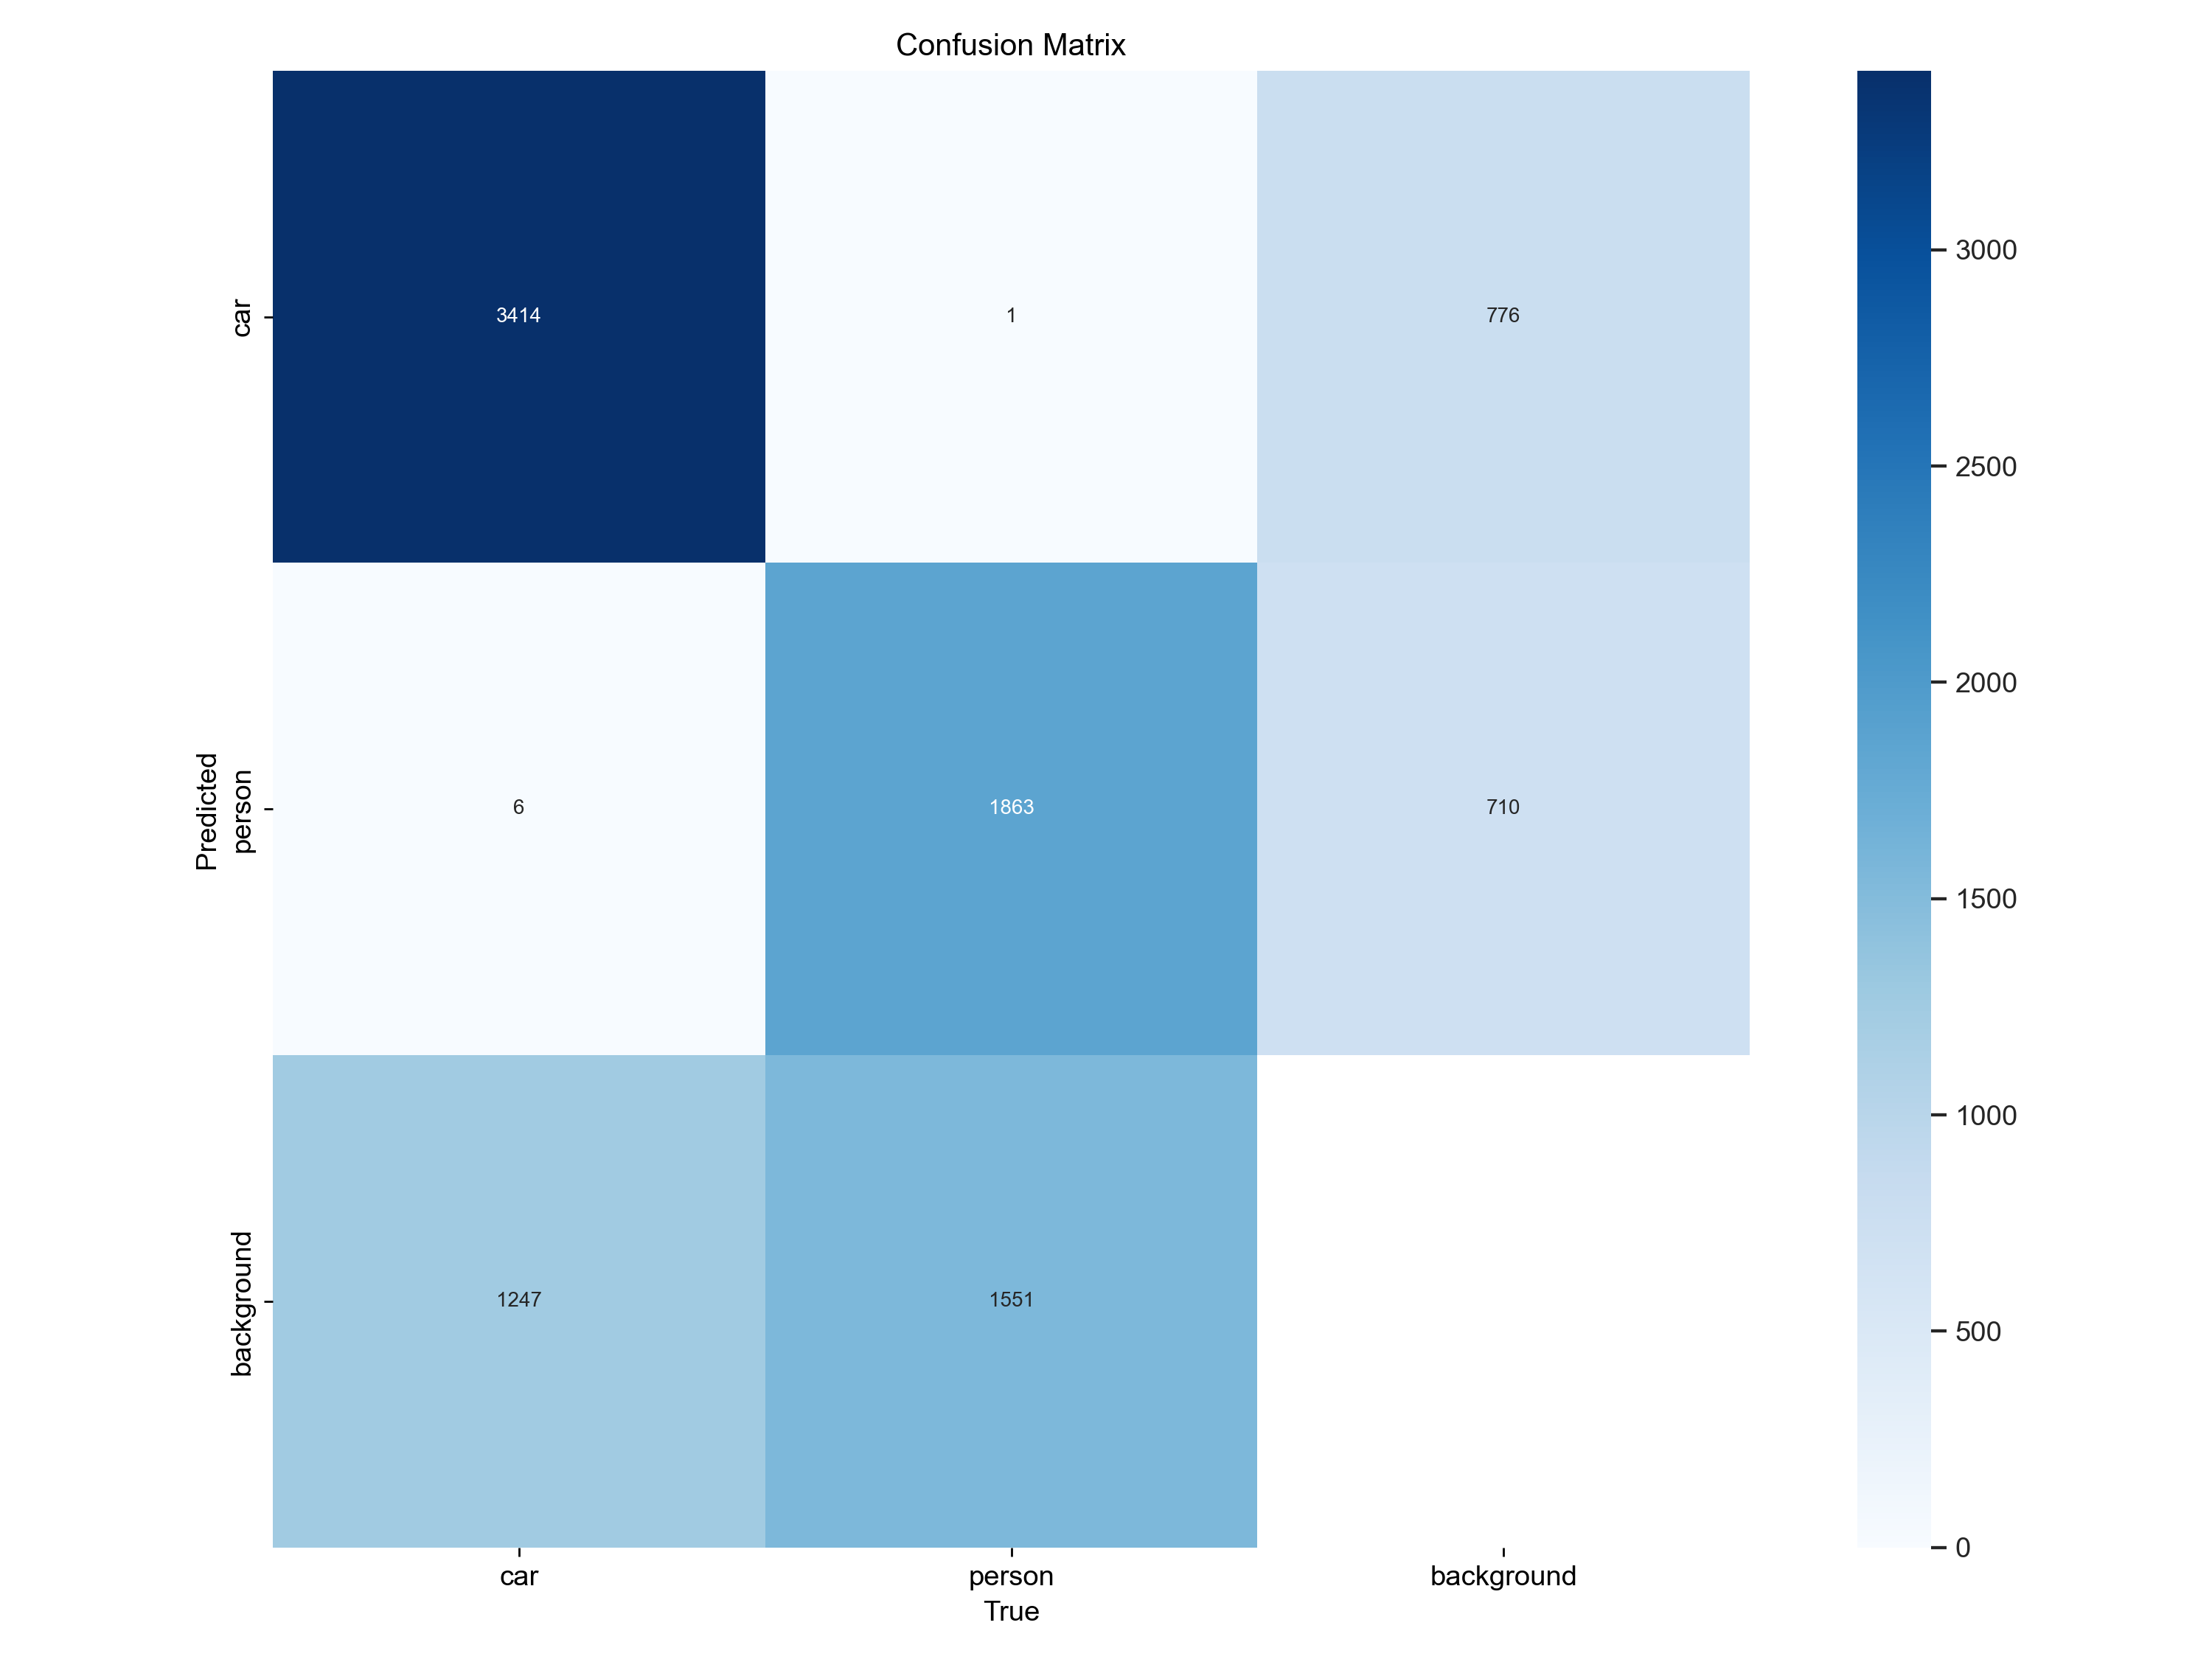 Confusion Matrix
car
3414
1
776
3000
2500
2000
Predicted
person
6
1863
710
1500
1000
background
1247
1551
500
0
car
person
background
True